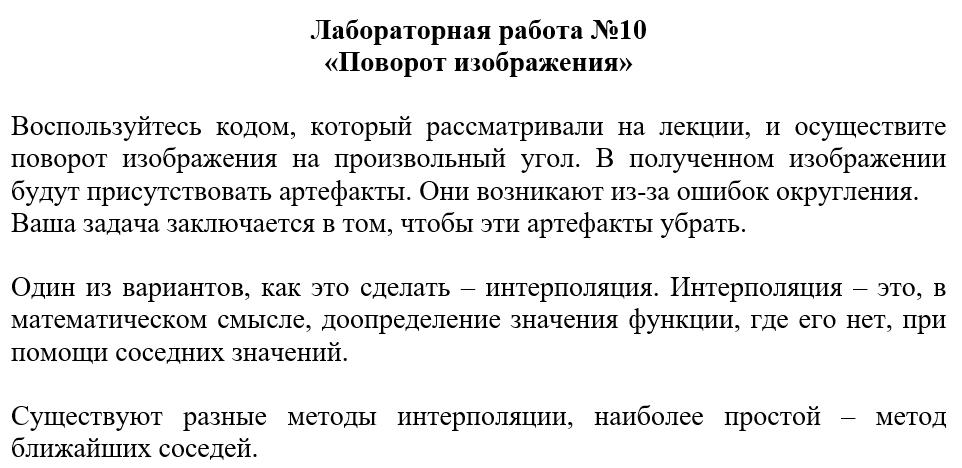 Лабораторная работа №10
«Поворот изображения»
Воспользуйтесь кодом, который рассматривали на лекции, и осуществите
поворот изображения на произвольный угол. В полученном изображении
будут присутствовать артефакты. Они возникают из-за ошибок округления.
Ваша задача заключается в том, чтобы эти артефакты убрать.
Один из вариантов, как это сделать – интерполяция. Интерполяция – это, в
математическом смысле, доопределение значения функции, где его нет, при
помощи соседних значений.
Существуют разные методы интерполяции, наиболее простой – метод
ближайших соседей.